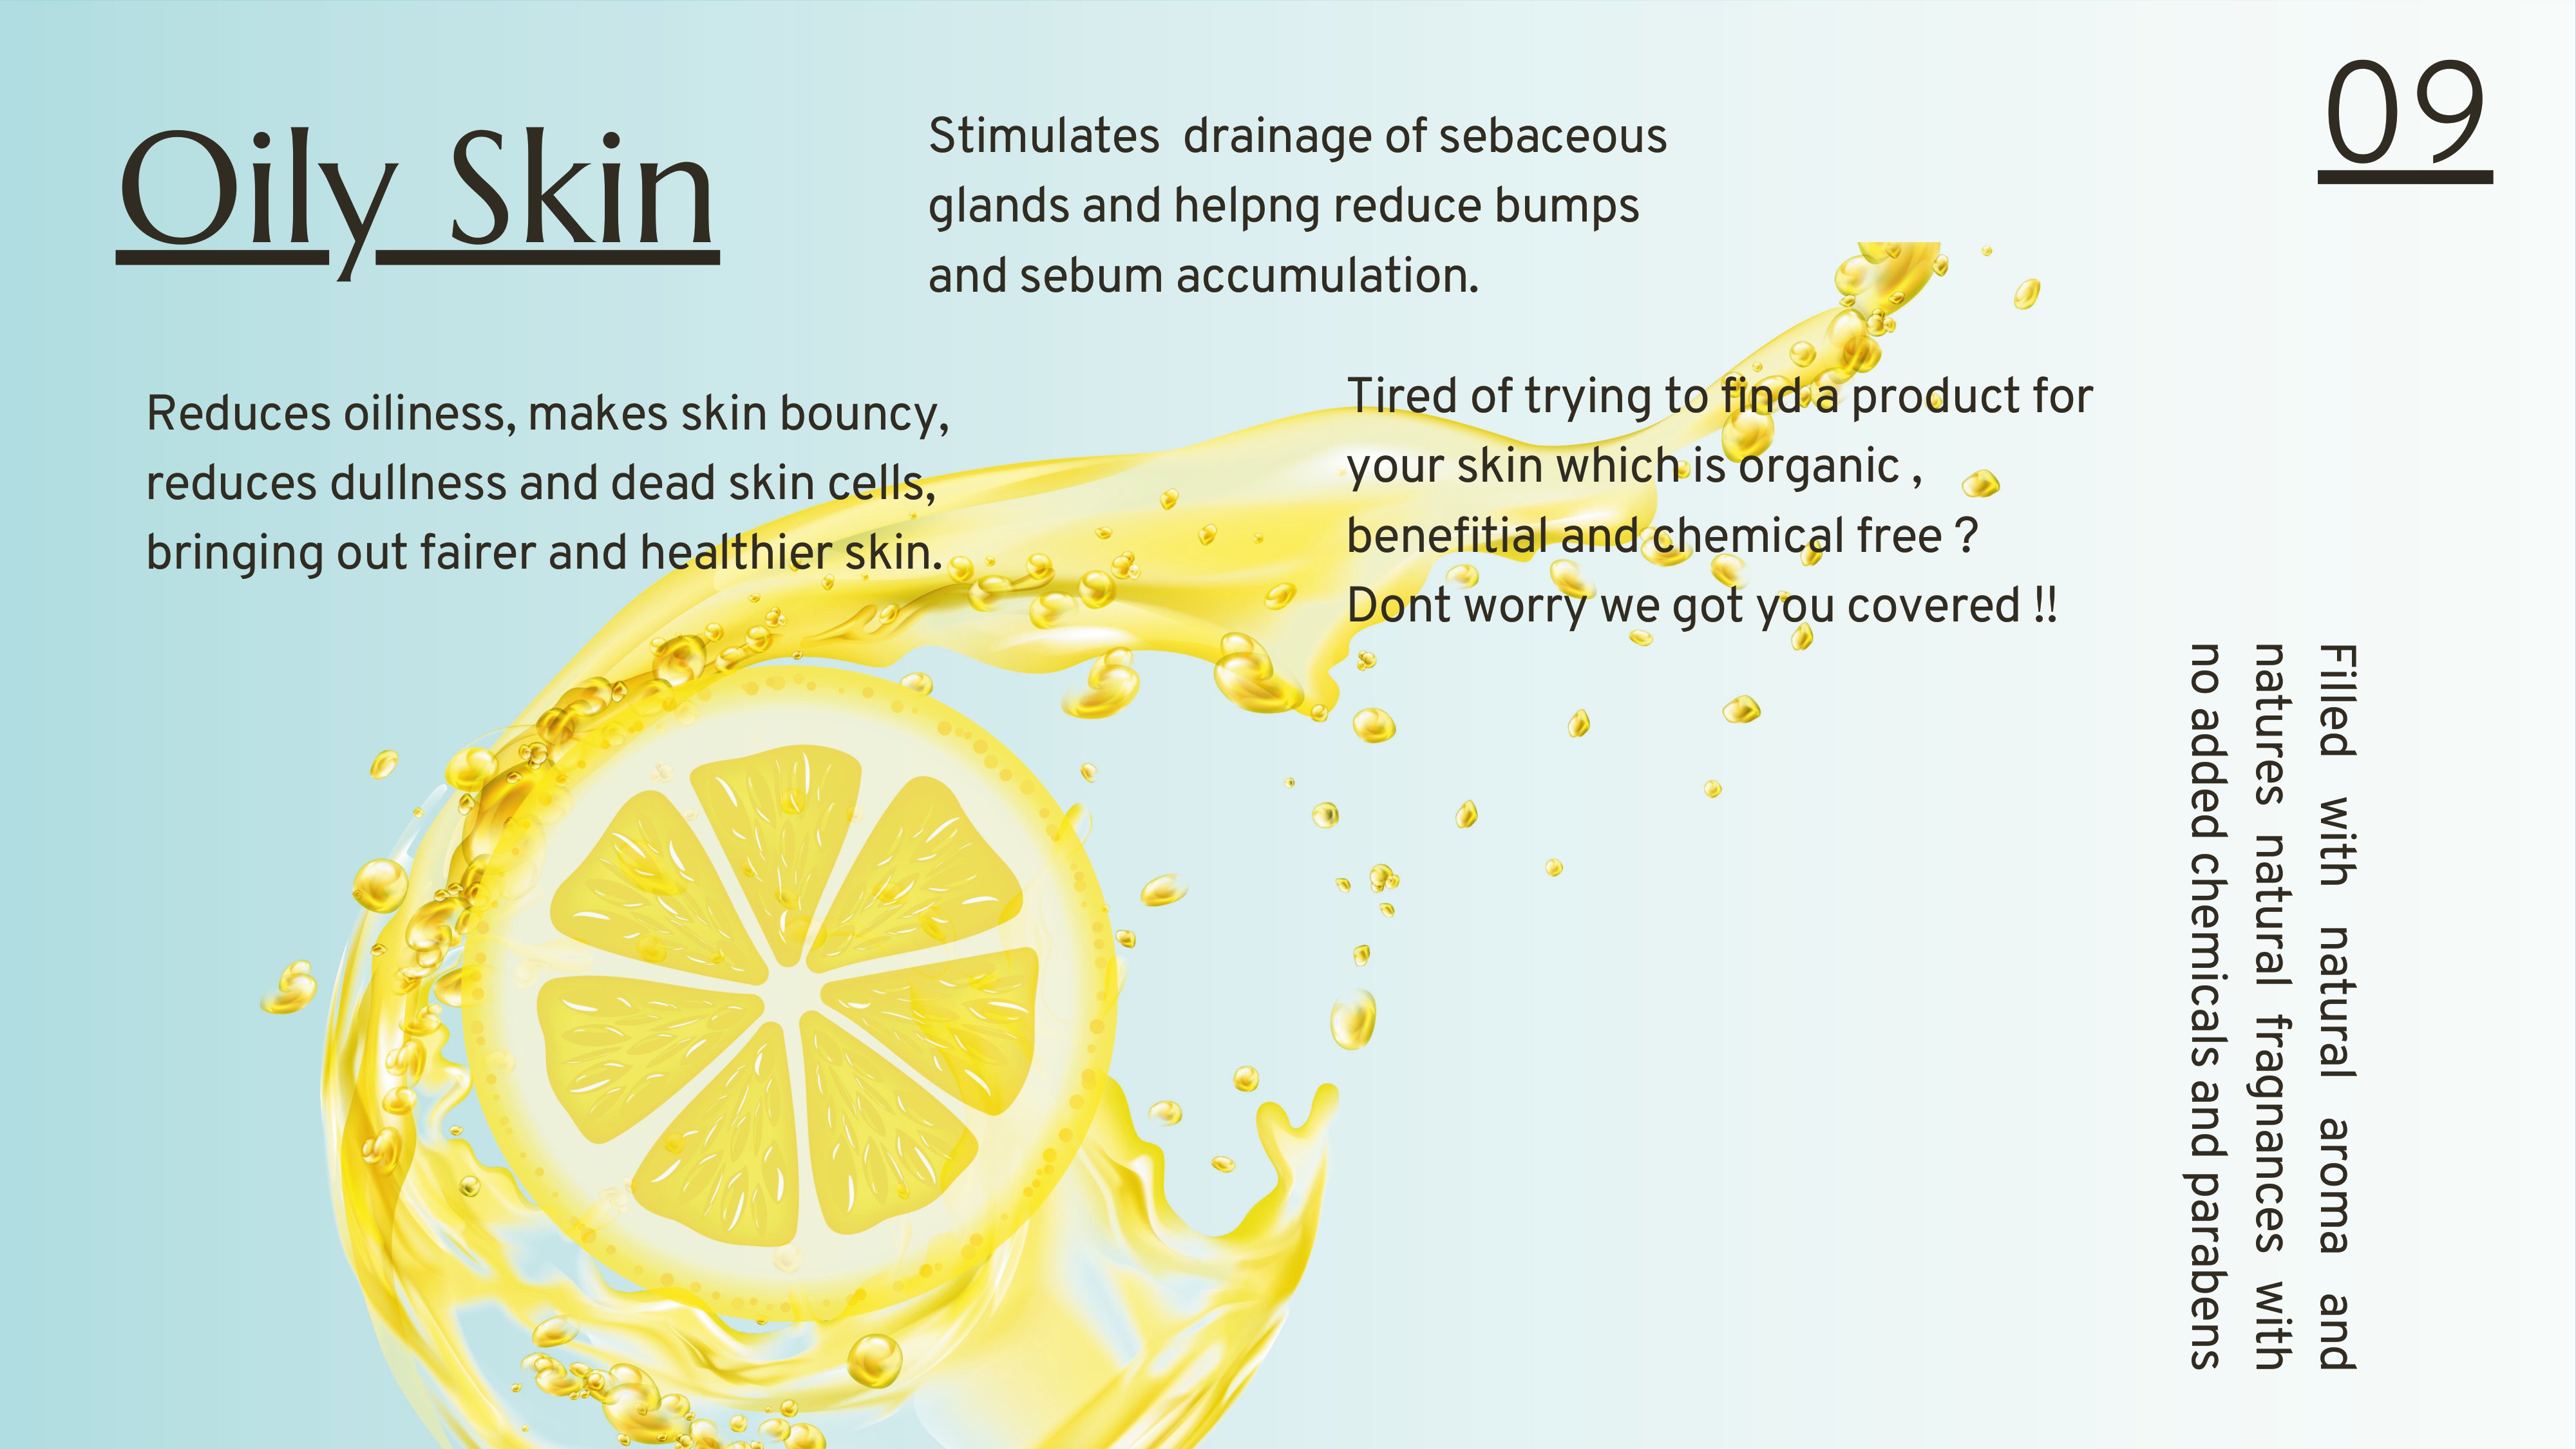 Oily Skin
09
Stimulates  drainage of sebaceous
glands and helpng reduce bumps
and sebum accumulation.
Reduces oiliness, makes skin bouncy,
reduces dullness and dead skin cells,
bringing out fairer and healthier skin.
Tired of trying to find a product for
your skin which is organic ,
benefitial and chemical free ?
Dont worry we got you covered !!
Filled with natural aroma and
natures natural fragnances with
no added chemicals and parabens